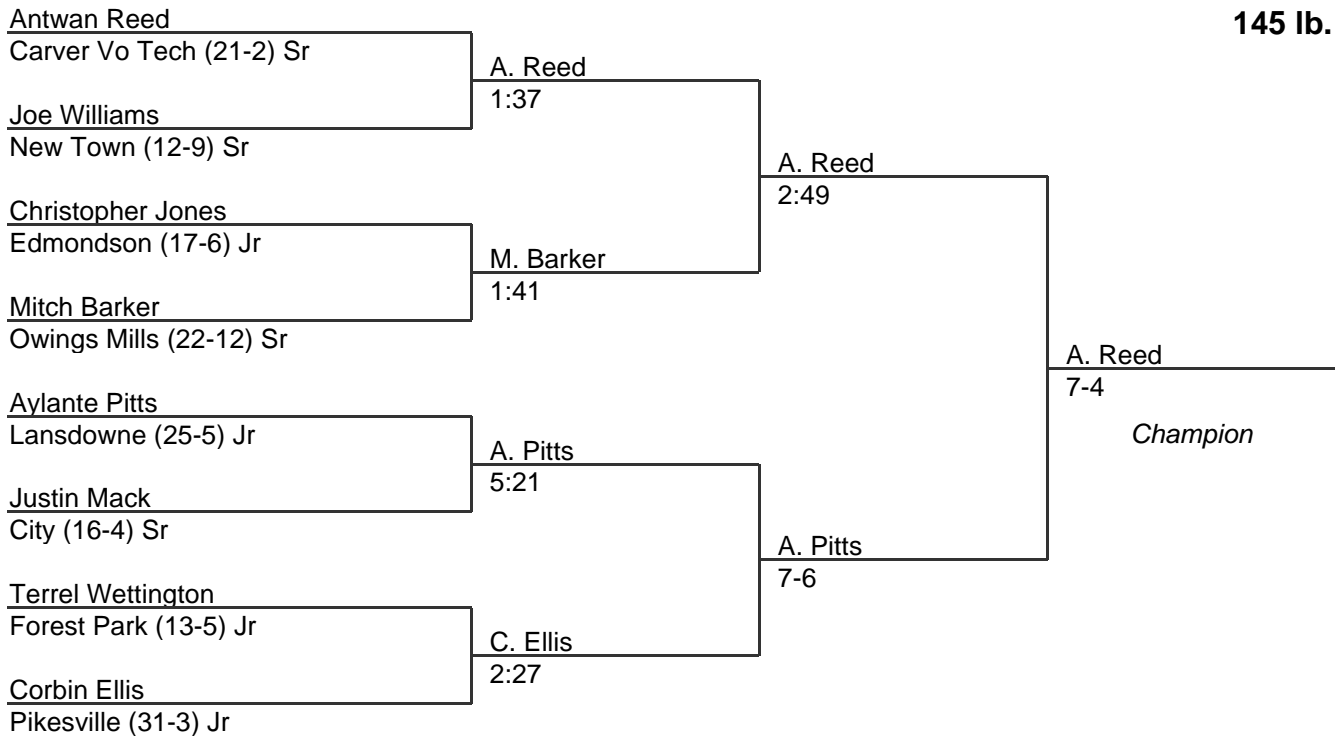 145 lb.
Antwan Reed
Carver Vo Tech (21-2) Sr
A. Reed
1:37
Joe Williams
New Town (12-9) Sr
A. Reed
2:49
Christopher Jones
Edmondson (17-6) Jr
M. Barker
1:41
Mitch Barker
Owings Mills (22-12) Sr
A. Reed
7-4
Champion
Aylante Pitts
Lansdowne (25-5) Jr
A. Pitts
5:21
Justin Mack
City (16-4) Sr
A. Pitts
7-6
Terrel Wettington
Forest Park (13-5) Jr
C. Ellis
2:27
Corbin Ellis
Pikesville (31-3) Jr